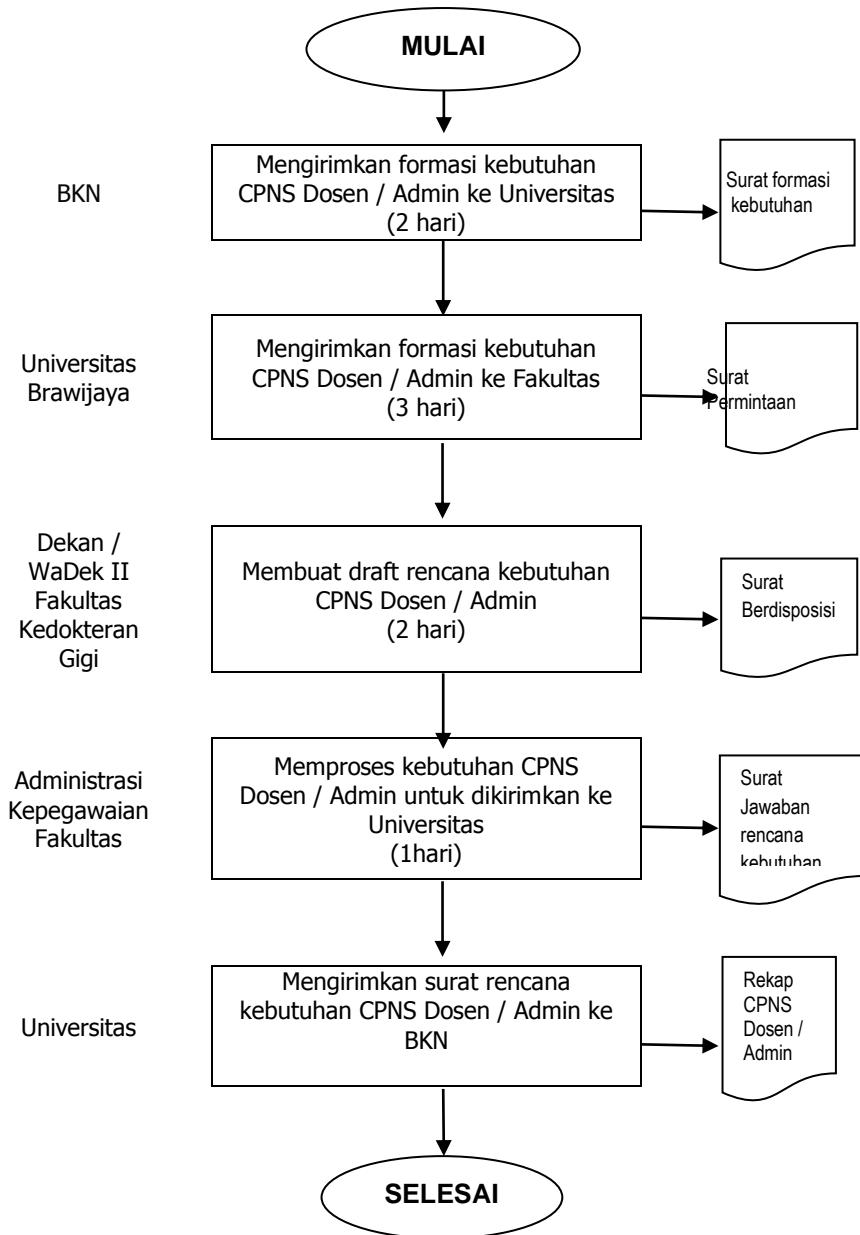 MULAI
BKN
Mengirimkan formasi kebutuhan
CPNS Dosen / Admin ke Universitas
(2 hari)
Surat formasi
kebutuhan
Universitas
Brawijaya
Mengirimkan formasi kebutuhan
CPNS Dosen / Admin ke Fakultas
(3 hari)
Surat
Permintaan
Dekan /
WaDek II
Fakultas
Kedokteran
Gigi
Membuat draft rencana kebutuhan
CPNS Dosen / Admin
(2 hari)
Surat
Berdisposisi
Administrasi
Kepegawaian
Fakultas
Memproses kebutuhan CPNS
Dosen / Admin untuk dikirimkan ke
Universitas
(1hari)
Surat
Jawaban
rencana
kebutuhan
Universitas
Mengirimkan surat rencana
kebutuhan CPNS Dosen / Admin ke
BKN
Rekap
CPNS
Dosen /
Admin
SELESAI